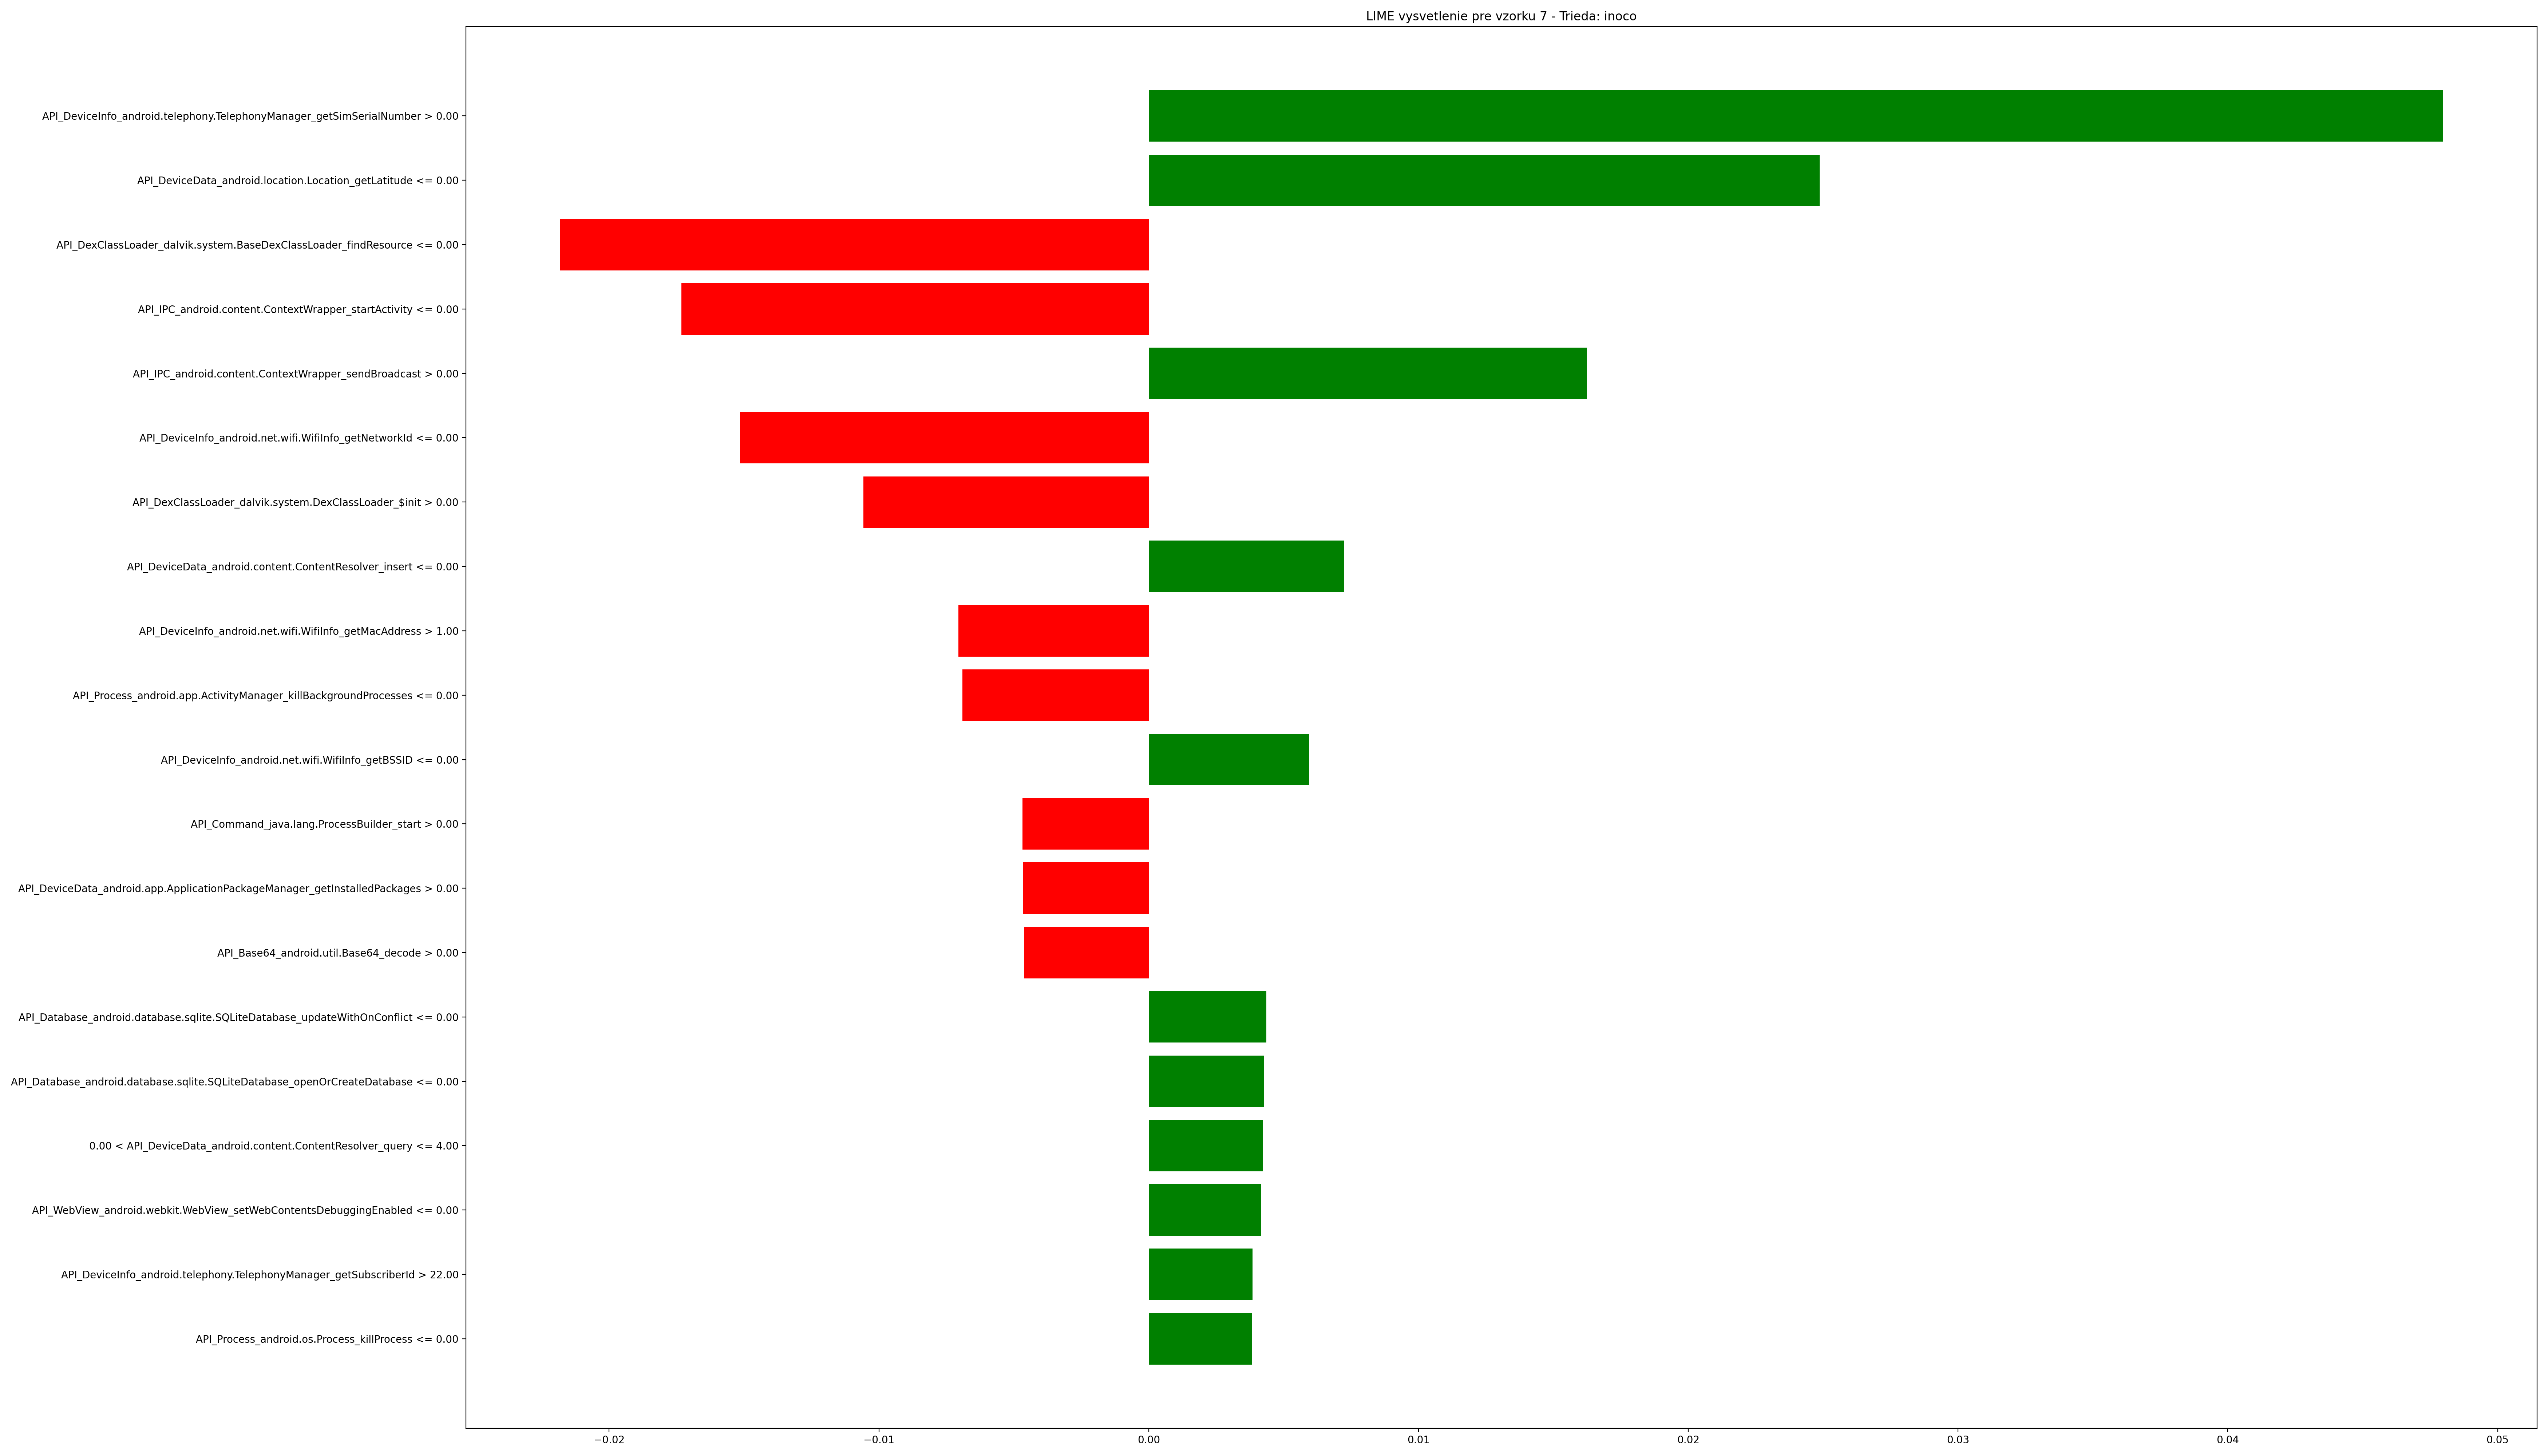 LIME vysvetlenie pre vzorku 7 - Trieda: inoco
API_DeviceInfo_android.telephony.TelephonyManager_getSimSerialNumber > 0.00
API_DeviceData_android.location.Location_getLatitude <= 0.00
API_DexClassLoader_dalvik.system.BaseDexClassLoader_findResource <= 0.00
API_IPC_android.content.ContextWrapper_startActivity <= 0.00
API_IPC_android.content.ContextWrapper_sendBroadcast > 0.00
API_DeviceInfo_android.net.wifi.WifiInfo_getNetworkId <= 0.00
API_DexClassLoader_dalvik.system.DexClassLoader_$init > 0.00
API_DeviceData_android.content.ContentResolver_insert <= 0.00
API_DeviceInfo_android.net.wifi.WifiInfo_getMacAddress > 1.00
API_Process_android.app.ActivityManager_killBackgroundProcesses <= 0.00
API_DeviceInfo_android.net.wifi.WifiInfo_getBSSID <= 0.00
API_Command_java.lang.ProcessBuilder_start > 0.00
API_DeviceData_android.app.ApplicationPackageManager_getInstalledPackages > 0.00
API_Base64_android.util.Base64_decode > 0.00
API_Database_android.database.sqlite.SQLiteDatabase_updateWithOnConflict <= 0.00
API_Database_android.database.sqlite.SQLiteDatabase_openOrCreateDatabase <= 0.00
0.00 < API_DeviceData_android.content.ContentResolver_query <= 4.00
API_WebView_android.webkit.WebView_setWebContentsDebuggingEnabled <= 0.00
API_DeviceInfo_android.telephony.TelephonyManager_getSubscriberId > 22.00
API_Process_android.os.Process_killProcess <= 0.00
−0.02 −0.01 0.00 0.01 0.02 0.03 0.04 0.05